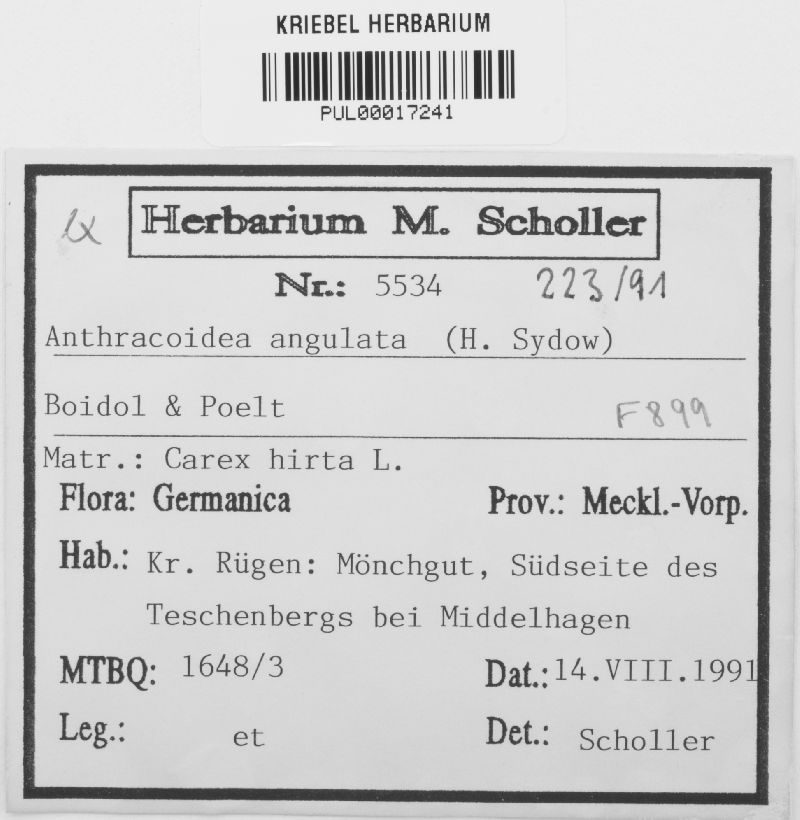 KRIEBEL HERBARIUM
PUL00017241
Herbarium M. Scholler
Nr.: 5534 223/91
Anthracoidea angulata (H. Sydow)
Boidol & Poelt F899
Matr.: Carex hirta L.
Flora: Germanica Prov.: Meckl.-Vorp.
Hab.: Kr. Rügen: Mönchgut, Südseite des
Teschenbergs bei Middelhagen
MTBQ: 1648/3 Dat.: 14.VIII.1991
Leg.: et Det.: Scholler